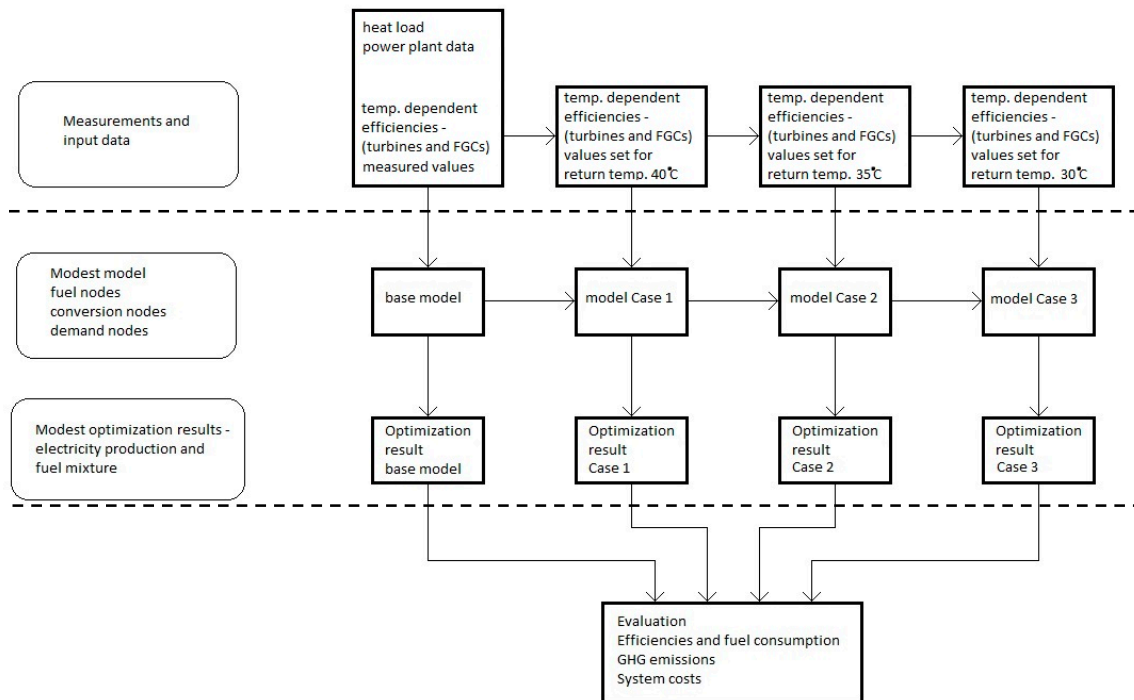 heat load
power plant data
temp. dependent
efficiencies -
(turbines and FGCs)
measured values
Measurements and
input data
temp. dependent
efficiencies -
(turbines and FGCs)
values set for
return temp. 40℃
temp. dependent
efficiencies -
(turbines and FGCs)
values set for
return temp. 35℃
temp. dependent
efficiencies -
(turbines and FGCs)
values set for
return temp. 30℃
Modest model
fuel nodes
conversion nodes
demand nodes
base model
model Case 1
model Case 2
model Case 3
Modest optimization results -
electricity production and
fuel mixture
Optimization
result
base model
Optimization
result
Case 1
Optimization
result
Case 2
Optimization
result
Case 3
Evaluation
Efficiencies and fuel consumption
GHG emissions
System costs